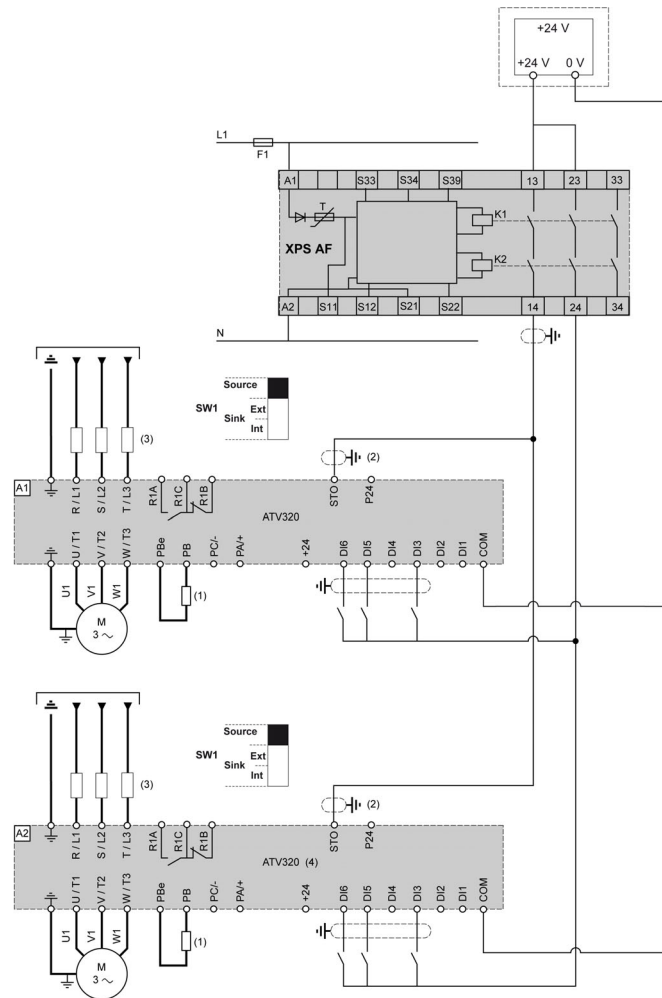 +24 V
+24 V 0 V
L1
F1
A1 S33 S34 S39 13 23 33
T
K1
XPS AF
K2
A2 S11 S12 S21 S22 14 24 34
N
Source
SW1 Sink Ext
Int
(3)
(2)
A1
R / L1 S / L2 T / L3 R1A R1C R1B STO P24
ATV320
U / T1 V / T2 W / T3 PBe PB PC/- PA/+ +24 DI6 DI5 DI4 DI3 DI2 DI1 COM
U1 V1 W1
(1)
M
3 ~
Source
SW1 Sink Ext
Int
(3)
(2)
A2
R / L1 S / L2 T / L3 R1A R1C R1B STO P24
ATV320 (4)
U / T1 V / T2 W / T3 PBe PB PC/- PA/+ +24 DI6 DI5 DI4 DI3 DI2 DI1 COM
U1 V1 W1
(1)
M
3 ~